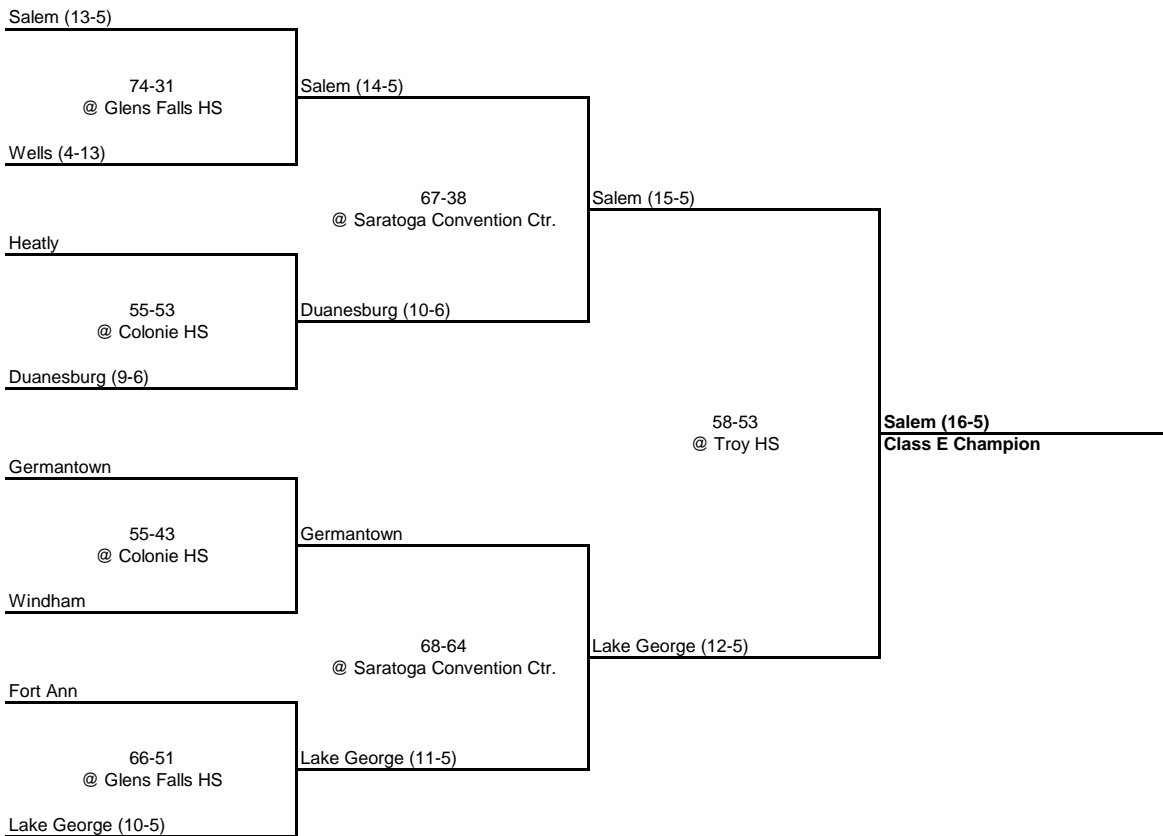 Salem (13-5)
74-31
@ Glens Falls HS
Salem (14-5)
Wells (4-13)
67-38
@ Saratoga Convention Ctr.
Salem (15-5)
Heatly
55-53
@ Colonie HS
Duanesburg (10-6)
Duanesburg (9-6)
58-53
@ Troy HS
Salem (16-5)
Class E Champion
Germantown
55-43
@ Colonie HS
Germantown
Windham
68-64
@ Saratoga Convention Ctr.
Lake George (12-5)
Fort Ann
66-51
@ Glens Falls HS
Lake George (11-5)
Lake George (10-5)